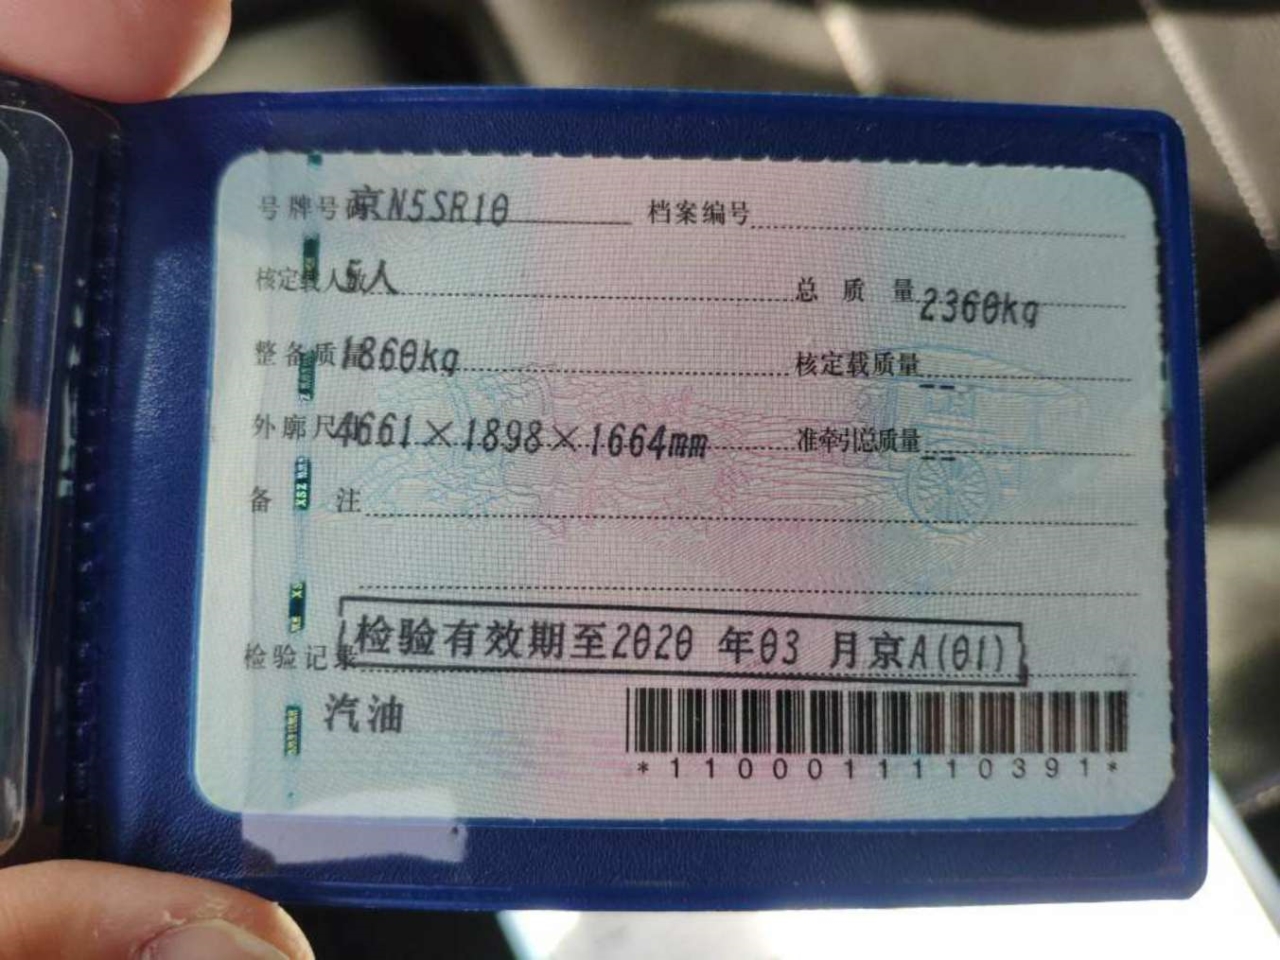 号牌号码 京N5SR10 档案编号
核定载人数 5人 总质量 2360kg
整备质量 1860kg 核定载质量 --
外廓尺寸 4661×1898×1664mm 准牵引总质量 --
备注
检验记录 检验有效期至2020年03月京A(01)
汽油
*1100011110391*